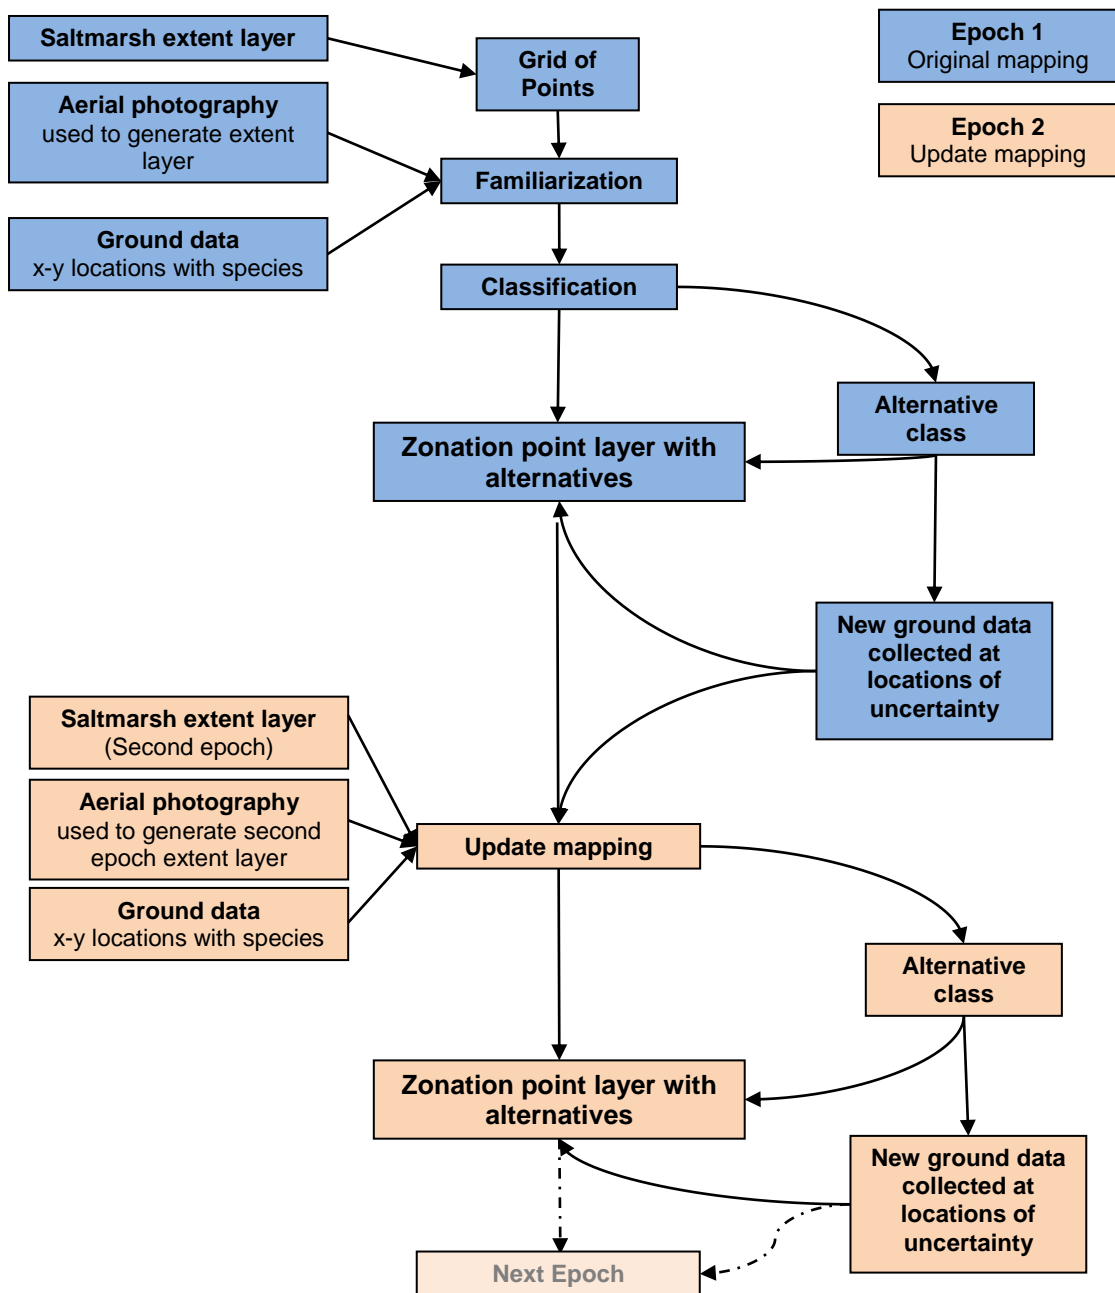 Saltmarsh extent layer
Grid of
Points
Epoch 1
Original mapping
Aerial photography
used to generate extent
layer
Epoch 2
Update mapping
Familiarization
Ground data
x-y locations with species
Classification
Alternative
class
Zonation point layer with
alternatives
New ground data
collected at
locations of
uncertainty
Saltmarsh extent layer
(Second epoch)
Aerial photography
used to generate second
epoch extent layer
Update mapping
Ground data
x-y locations with species
Alternative
class
Zonation point layer with
alternatives
New ground data
collected at
locations of
uncertainty
Next Epoch